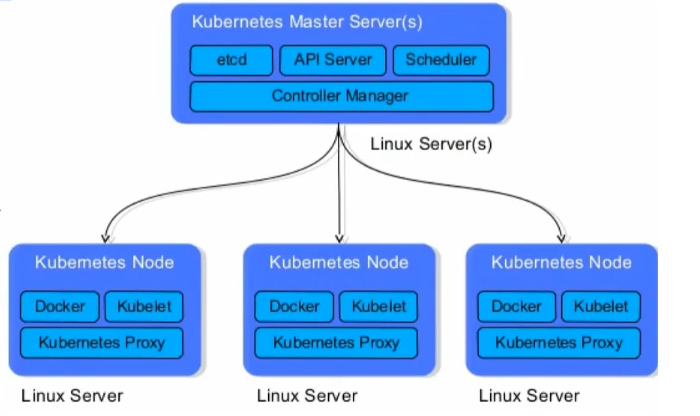 Kubernetes Master Server(s)
etcd API Server Scheduler
Controller Manager
Linux Server(s)
Kubernetes Node Kubernetes Node Kubernetes Node
Docker Kubelet Docker Kubelet Docker Kubelet
Kubernetes Proxy Kubernetes Proxy Kubernetes Proxy
Linux Server Linux Server Linux Server